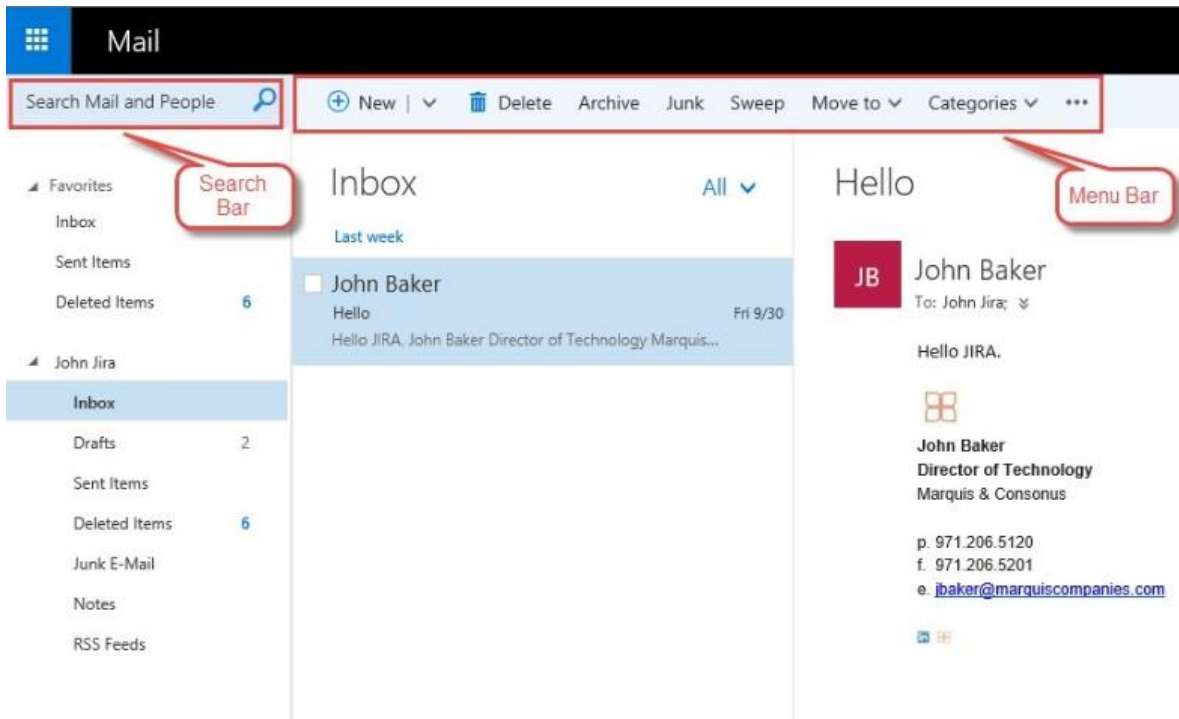 Mail
Search Mail and People
New
Delete
Archive
Junk
Sweep
Move to
Categories
•••
Search
Bar
Menu Bar
Favorites
Inbox
Sent Items
Deleted Items 6
John Jira
Inbox
Drafts 2
Sent Items
Deleted Items 6
Junk E-Mail
Notes
RSS Feeds
Inbox
All
Last week
John Baker
Hello
Fri 9/30
Hello JIRA. John Baker Director of Technology Marquis...
Hello
JB
John Baker
To: John Jira;
Hello JIRA.
John Baker
Director of Technology
Marquis & Consonus
p. 971.206.5120
f. 971.206.5201
e. jbaker@marquiscompanies.com
in